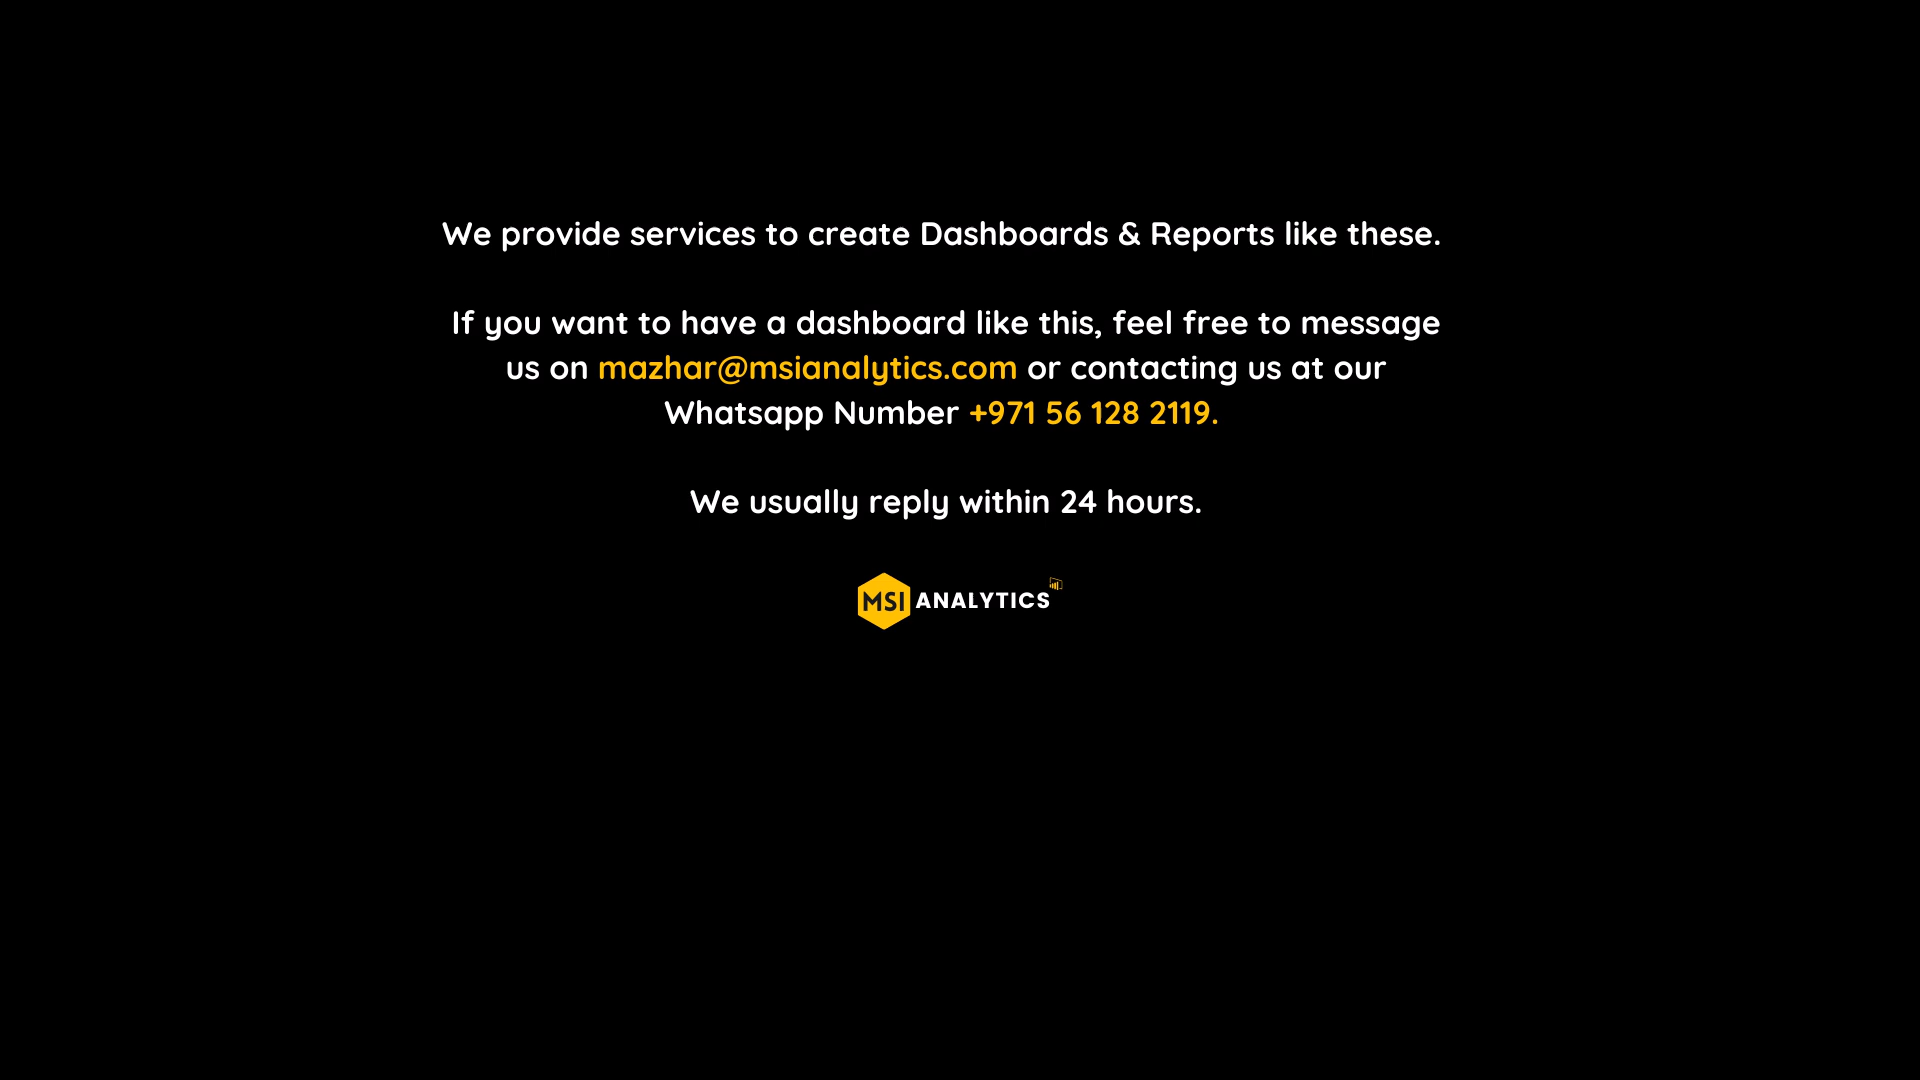 We provide services to create Dashboards & Reports like these.
If you want to have a dashboard like this, feel free to message
us on mazhar@msianalytics.com or contacting us at our
Whatsapp Number +971 56 128 2119.
We usually reply within 24 hours.
MSI ANALYTICS